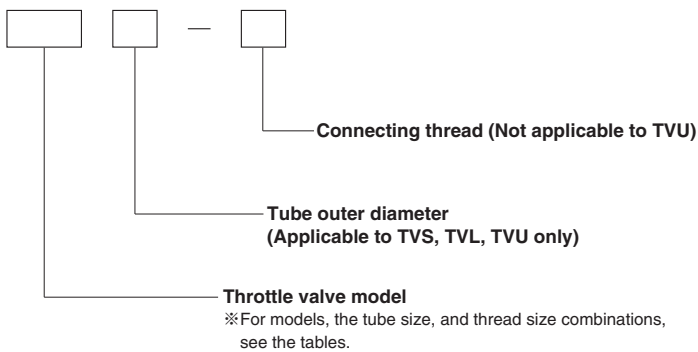 —
Connecting thread (Not applicable to TVU)
Tube outer diameter
(Applicable to TVS, TVL, TVU only)
Throttle valve model
※For models, the tube size, and thread size combinations,
see the tables.